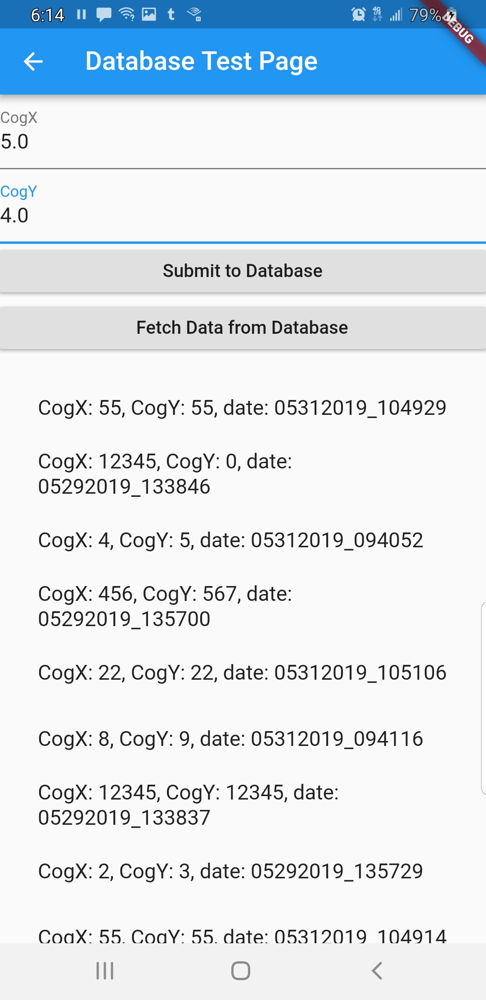 6:14
4G LTE
79%
DEBUG
Database Test Page
CogX
5.0
CogY
4.0
Submit to Database
Fetch Data from Database
CogX: 55, CogY: 55, date: 05312019_104929
CogX: 12345, CogY: 0, date:
05292019_133846
CogX: 4, CogY: 5, date: 05312019_094052
CogX: 456, CogY: 567, date:
05292019_135700
CogX: 22, CogY: 22, date: 05312019_105106
CogX: 8, CogY: 9, date: 05312019_094116
CogX: 12345, CogY: 12345, date:
05292019_133837
CogX: 2, CogY: 3, date: 05292019_135729
CogX: 55, CogY: 55, date: 05312019_104914